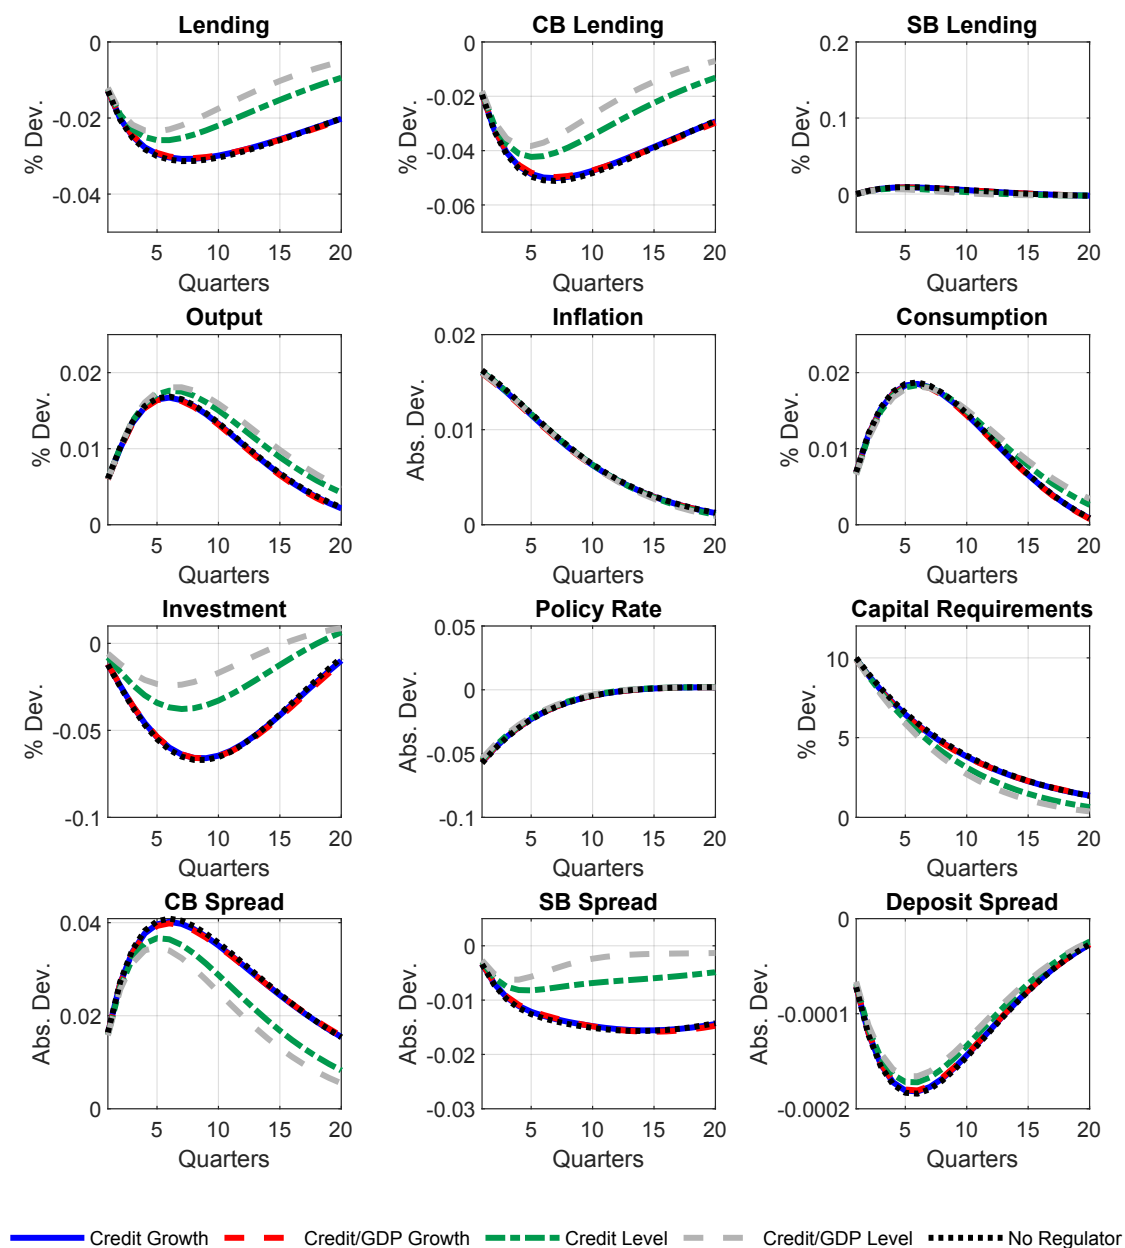 Lending CB Lending SB Lending
0 0 0.2
-0.02 -0.02 0.1
-0.04 -0.04 0
-0.06
% Dev. % Dev. % Dev.
5 10 15 20 5 10 15 20 5 10 15 20
Quarters Quarters Quarters
Output Inflation Consumption
0.02 0.02 0.02
0.01 0.01 0.01
0 0 0
% Dev. Abs. Dev. % Dev.
5 10 15 20 5 10 15 20 5 10 15 20
Quarters Quarters Quarters
Investment Policy Rate Capital Requirements
0 0.05 10
-0.05 0 5
-0.1 -0.05 0
-0.1
% Dev. Abs. Dev. % Dev.
5 10 15 20 5 10 15 20 5 10 15 20
Quarters Quarters Quarters
CB Spread SB Spread Deposit Spread
0.04 0 0
0.02 -0.01 -0.0001
0 -0.02 -0.0002
-0.03
Abs. Dev. Abs. Dev. Abs. Dev.
5 10 15 20 5 10 15 20 5 10 15 20
Quarters Quarters Quarters
Credit Growth Credit/GDP Growth Credit Level Credit/GDP Level No Regulator